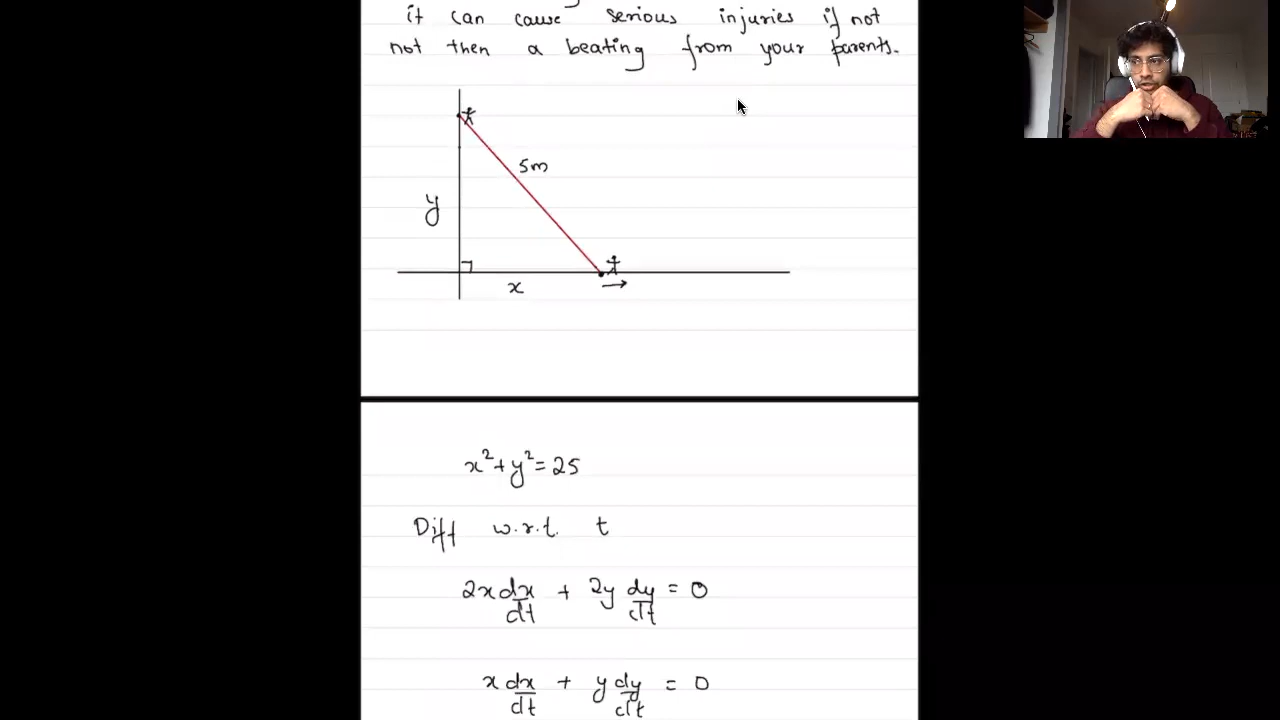 it can cause serious injuries if not
not then a beating from your parents.
5m
y
x
x²+y²=25
Diff w.r.t. t
2x dx/dt + 2y dy/dt = 0
x dx/dt + y dy/dt = 0